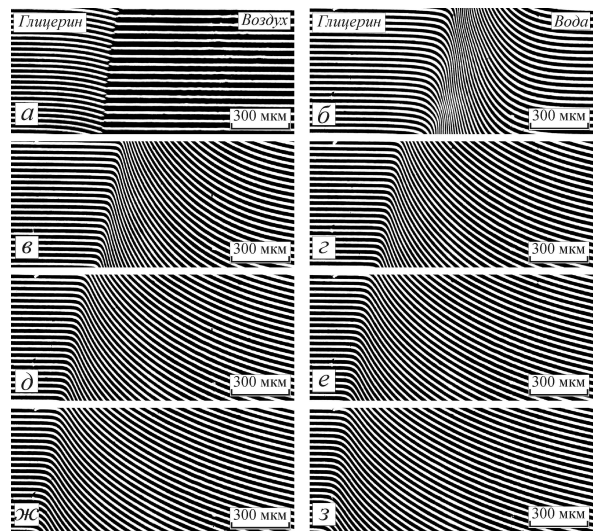 Глицерин Воздух Глицерин Вода
а 300 мкм б 300 мкм
в 300 мкм г 300 мкм
д 300 мкм е 300 мкм
ж 300 мкм з 300 мкм